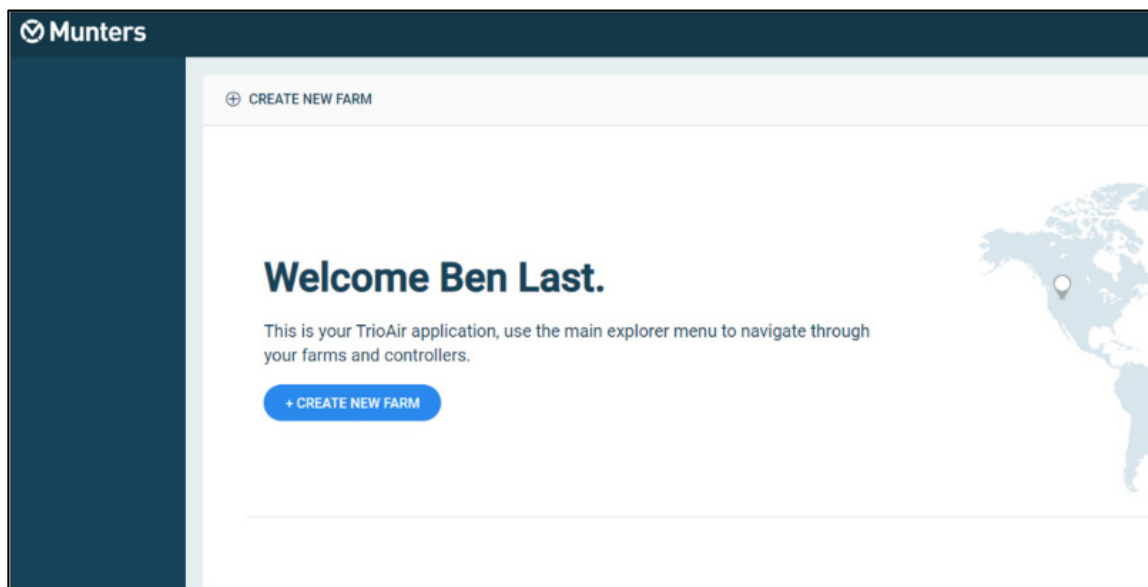 Munters
CREATE NEW FARM
Welcome Ben Last.
This is your TrioAir application, use the main explorer menu to navigate through
your farms and controllers.
+ CREATE NEW FARM